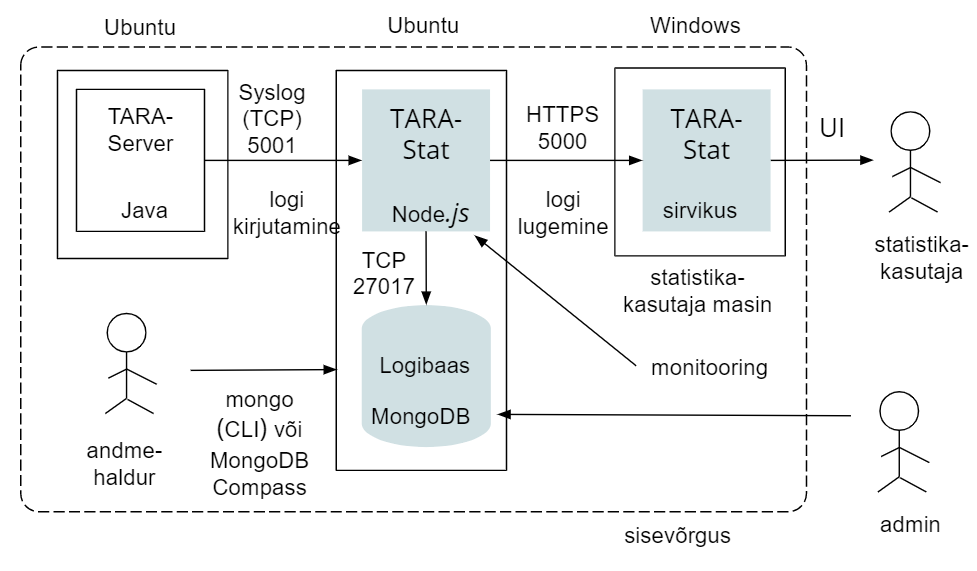 Ubuntu
Ubuntu
Windows
TARA-
Server
Java
Syslog
(TCP)
5001
logi
kirjutamine
TARA-
Stat
Node.js
HTTPS
5000
logi
lugemine
TARA-
Stat
sirvikus
UI
statistika-
kasutaja
statistika-
kasutaja masin
TCP
27017
Logibaas
MongoDB
monitooring
andme-
haldur
mongo
(CLI) või
MongoDB
Compass
admin
sisevõrgus